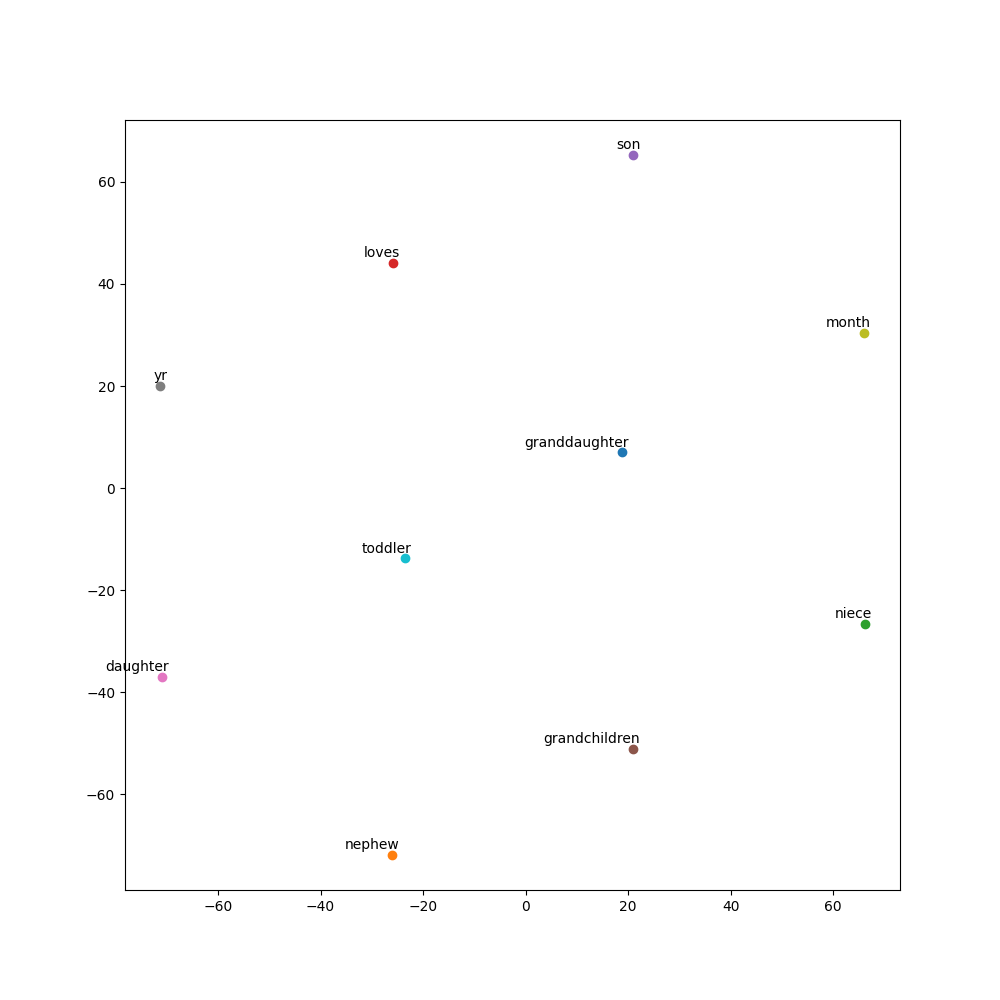 son
60
loves
40
month
yr
20
granddaughter
0
toddler
−20
niece
daughter
−40
grandchildren
−60
nephew
−60 −40 −20 0 20 40 60